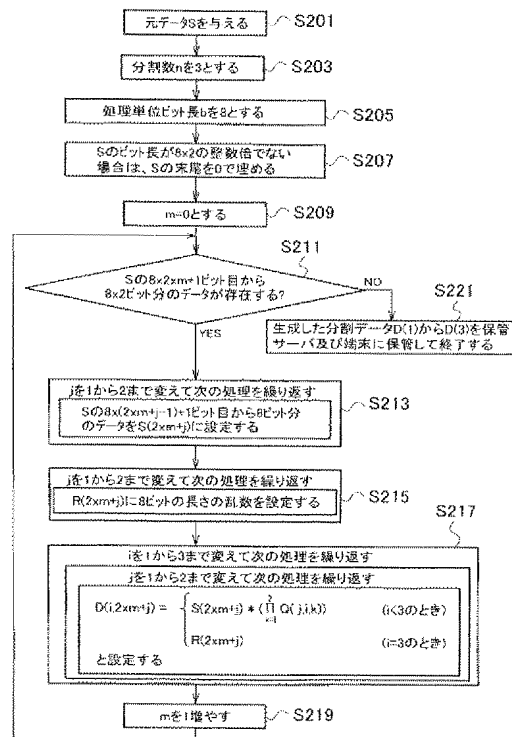 元データSを与える
S201
分割数nを3とする
S203
処理単位ビット長bを8とする
S205
Sのビット長が8x2の整数倍でない
場合は、Sの末尾を0で埋める
S207
m=0とする
S209
S211
Sの8x2xm+1ビット目から
8x2ビット分のデータが存在する?
NO
YES
S221
生成した分割データD(1)からD(3)を保管
サーバ及び端末に保管して終了する
jを1から2まで変えて次の処理を繰り返す
Sの8x(2xm+j-1)+1ビット目から8ビット分
のデータをS(2xm+j)に設定する
S213
jを1から2まで変えて次の処理を繰り返す
R(2xm+j)に8ビットの長さの乱数を設定する
S215
S217
iを1から3まで変えて次の処理を繰り返す
jを1から2まで変えて次の処理を繰り返す
D(i,2xm+j) = { S(2xm+j) * (∏ k=1 2 Q(j,i,k)) (i<3のとき)
R(2xm+j) (i=3のとき)
と設定する
mを1増やす
S219